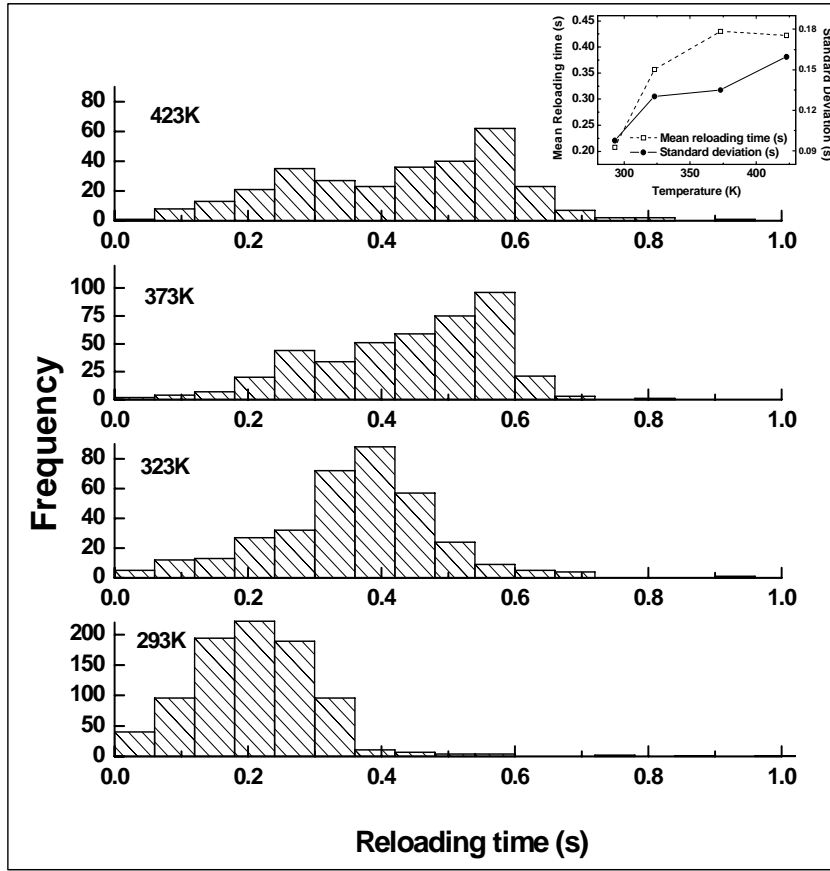 0.45
0.40
0.35
0.30
0.25
0.20
0.18
0.15
0.12
0.09
300 350 400
Mean Reloading time (s)
Standard Deviation (s)
Mean reloading time (s)
Standard deviation (s)
Temperature (K)
423K
80
60
40
20
0
0.0 0.2 0.4 0.6 0.8 1.0
373K
100
75
50
25
0
0.0 0.2 0.4 0.6 0.8 1.0
323K
80
60
40
20
0
0.0 0.2 0.4 0.6 0.8 1.0
293K
200
150
100
50
0
0.0 0.2 0.4 0.6 0.8 1.0
Frequency
Reloading time (s)